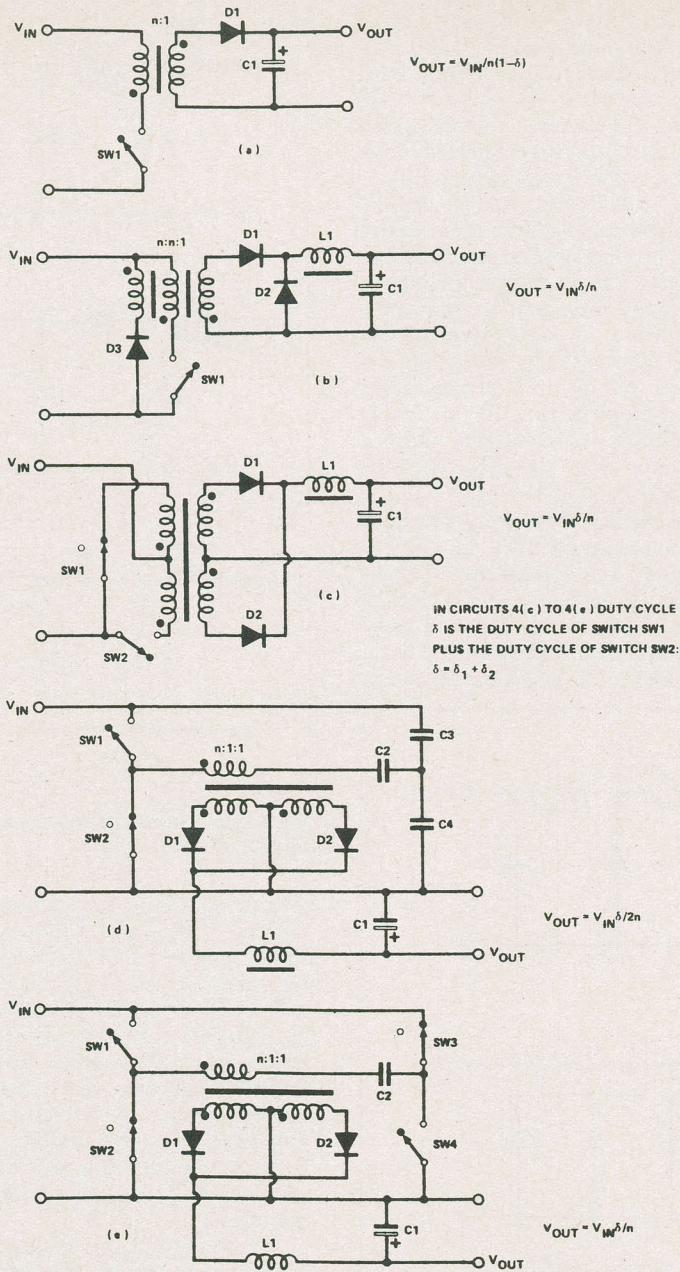 n:1
D1
V_IN
V_OUT
+
C1
V_OUT = V_IN/n(1–δ)
SW1
(a)
n:n:1
D1
L1
V_IN
V_OUT
+
D2
C1
V_OUT = V_IN δ/n
D3
SW1
(b)
V_IN
D1
L1
V_OUT
+
C1
V_OUT = V_IN δ/n
SW1
(c)
D2
SW2
IN CIRCUITS 4(c) TO 4(e) DUTY CYCLE
δ IS THE DUTY CYCLE OF SWITCH SW1
PLUS THE DUTY CYCLE OF SWITCH SW2:
δ = δ₁ + δ₂
V_IN
SW1
C3
n:1:1
C2
SW2
D1
D2
C4
C1
+
V_OUT = V_IN δ/2n
(d)
L1
V_OUT
V_IN
SW1
SW3
n:1:1
C2
SW2
D1
D2
SW4
C1
+
V_OUT = V_IN δ/n
(e)
L1
V_OUT